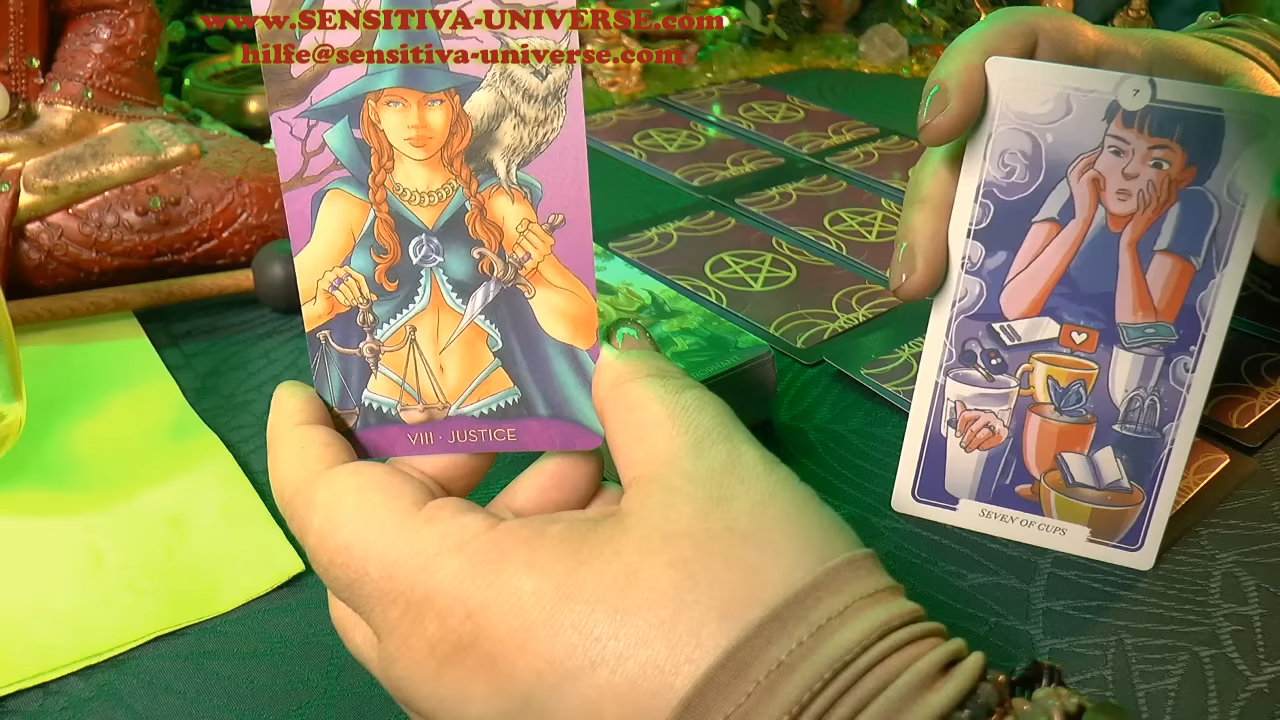 www.SENSITIVA-UNIVERSE.com
hilfe@sensitiva-universe.com
VIII · JUSTICE
7
SEVEN OF CUPS